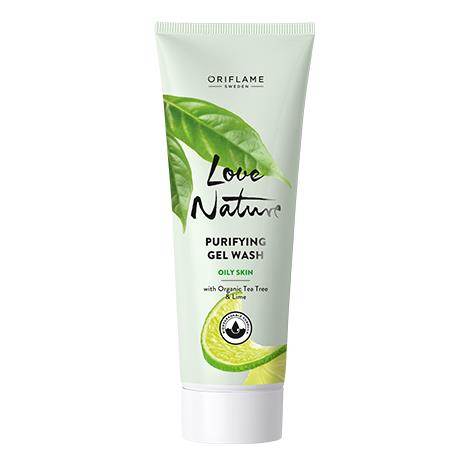 ORIFLAME
SWEDEN
Love
Nature
PURIFYING
GEL WASH
OILY SKIN
with Organic Tea Tree
& Lime